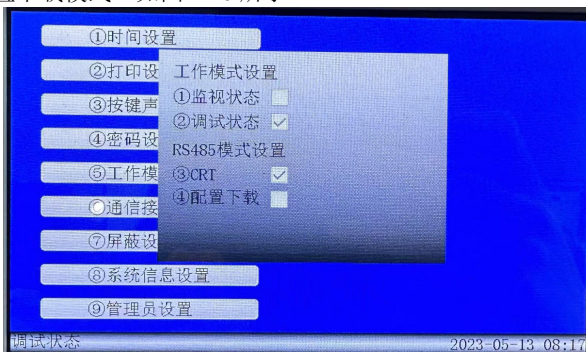 ①时间设置
②打印设
③按键声
④密码设
⑤工作模
⑥通信接
⑦屏蔽设
⑧系统信息设置
⑨管理员设置
工作模式设置
①监视状态
②调试状态
RS485模式设置
③CRT
④配置下载
调试状态
2023-05-13 08:17